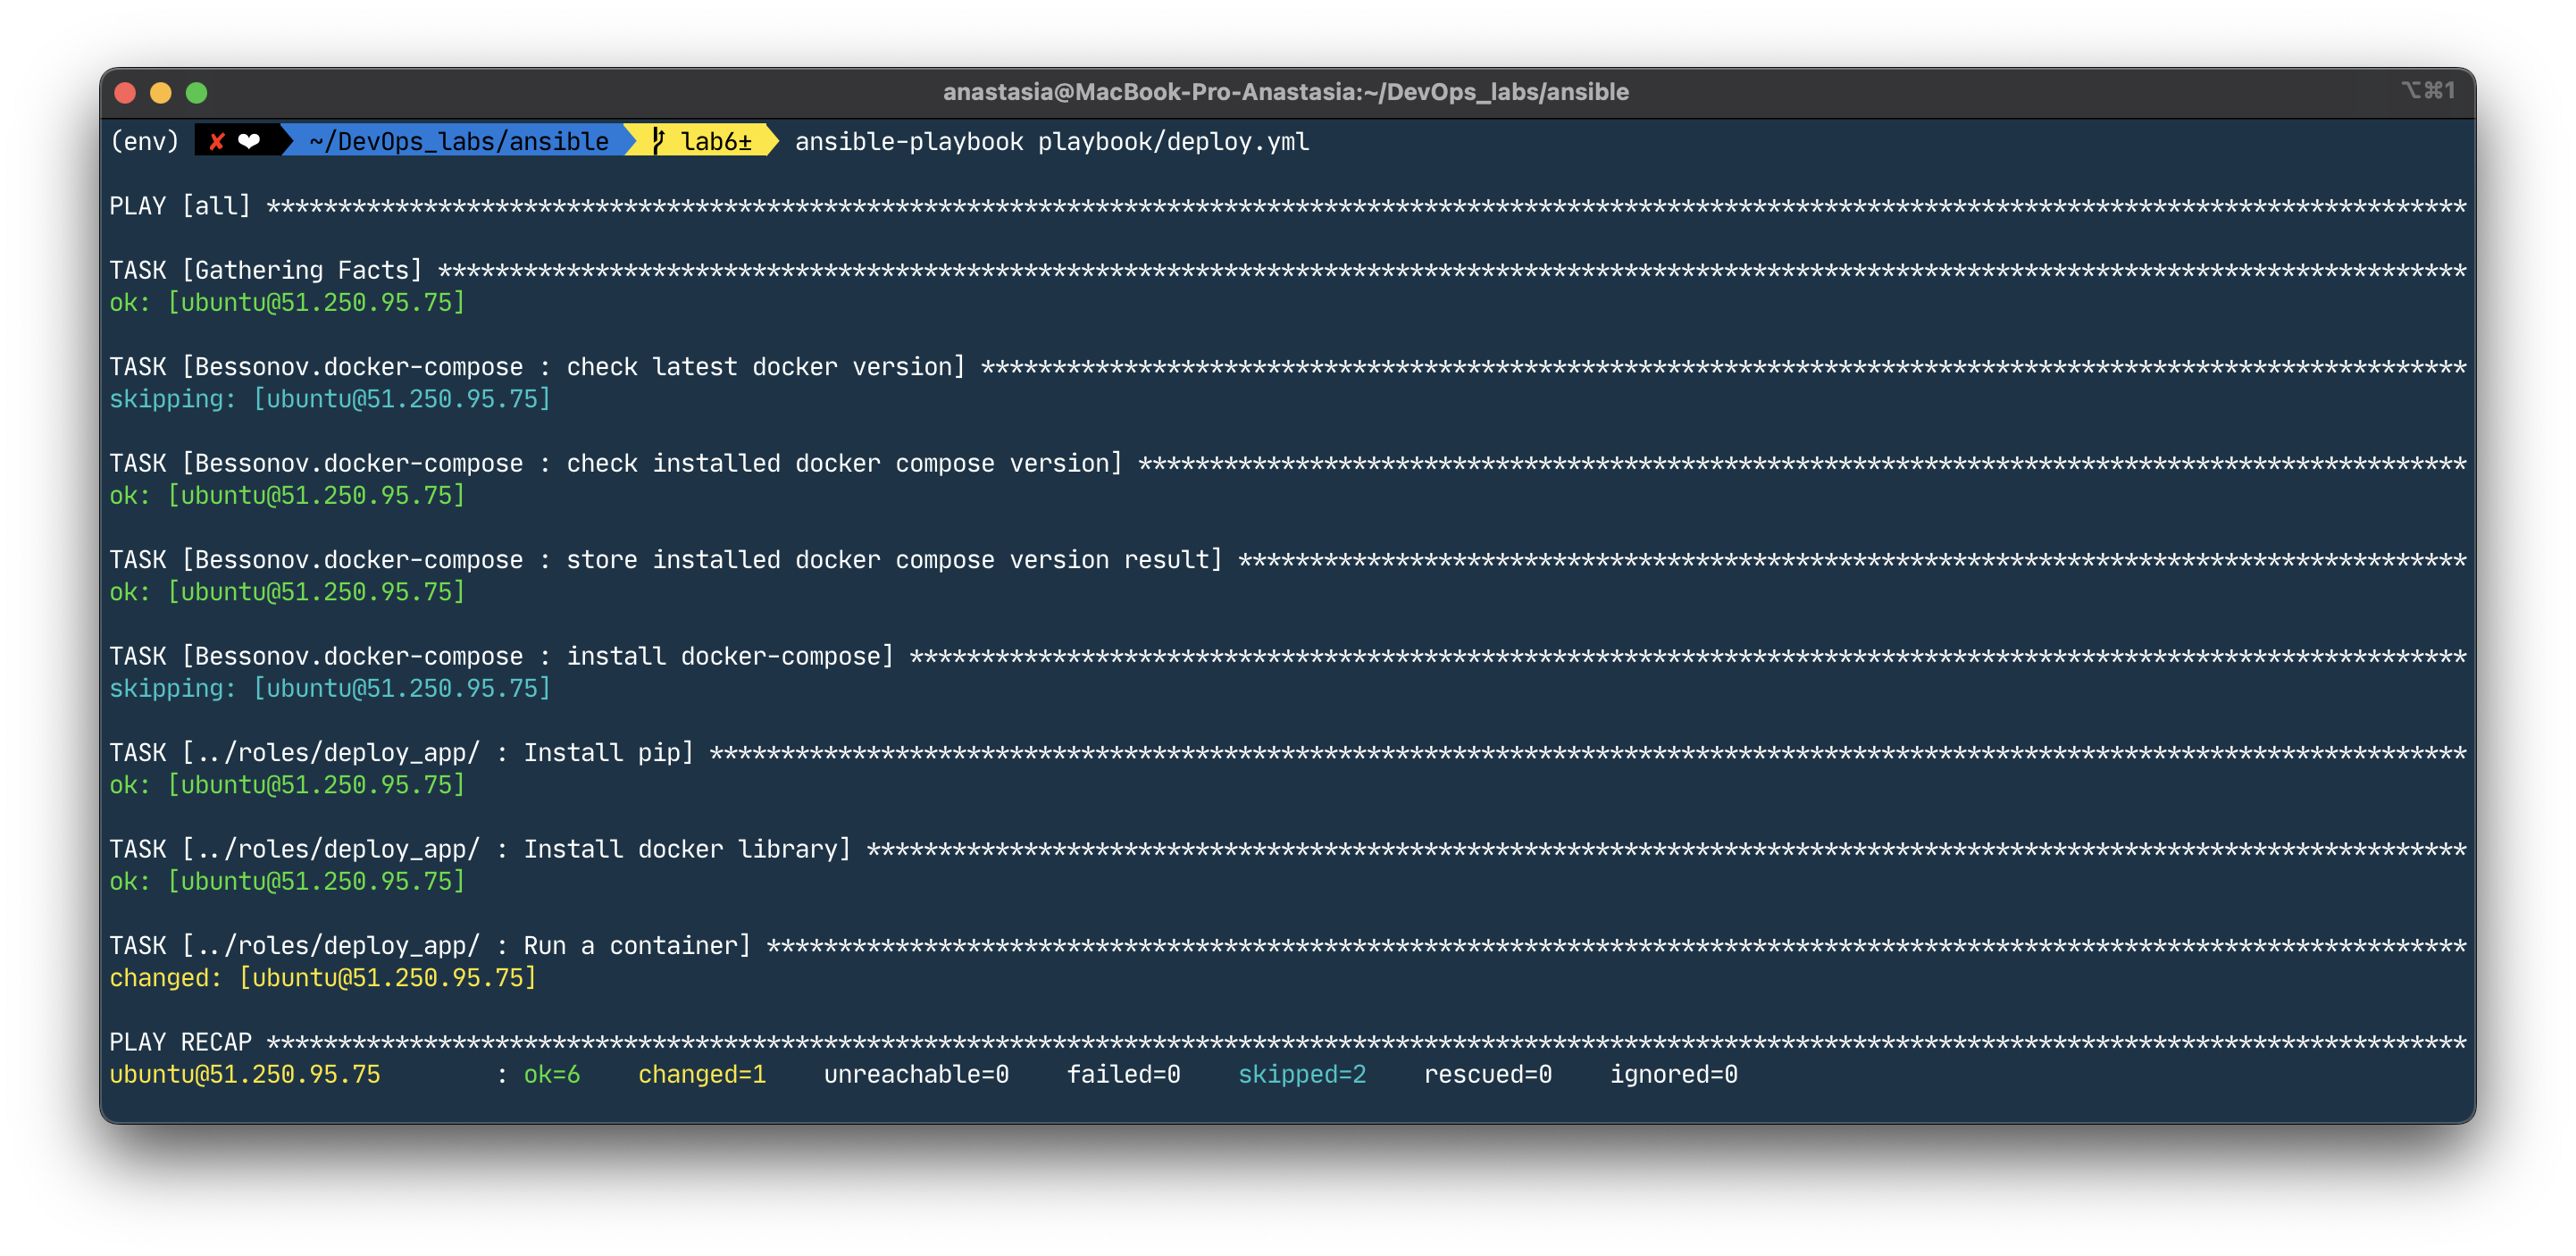 anastasia@MacBook-Pro-Anastasia:~/DevOps_labs/ansible ⌥⌘1
(env) ✘ ❤ ~/DevOps_labs/ansible lab6± ansible-playbook playbook/deploy.yml
PLAY [all] **********************************************************************************************************************************************************
TASK [Gathering Facts] **********************************************************************************************************************************************
ok: [ubuntu@51.250.95.75]
TASK [Bessonov.docker-compose : check latest docker version] ********************************************************************************************************
skipping: [ubuntu@51.250.95.75]
TASK [Bessonov.docker-compose : check installed docker compose version] *********************************************************************************************
ok: [ubuntu@51.250.95.75]
TASK [Bessonov.docker-compose : store installed docker compose version result] **************************************************************************************
ok: [ubuntu@51.250.95.75]
TASK [Bessonov.docker-compose : install docker-compose] *************************************************************************************************************
skipping: [ubuntu@51.250.95.75]
TASK [../roles/deploy_app/ : Install pip] ***************************************************************************************************************************
ok: [ubuntu@51.250.95.75]
TASK [../roles/deploy_app/ : Install docker library] ****************************************************************************************************************
ok: [ubuntu@51.250.95.75]
TASK [../roles/deploy_app/ : Run a container] ***********************************************************************************************************************
changed: [ubuntu@51.250.95.75]
PLAY RECAP **********************************************************************************************************************************************************
ubuntu@51.250.95.75        : ok=6    changed=1    unreachable=0    failed=0    skipped=2    rescued=0    ignored=0